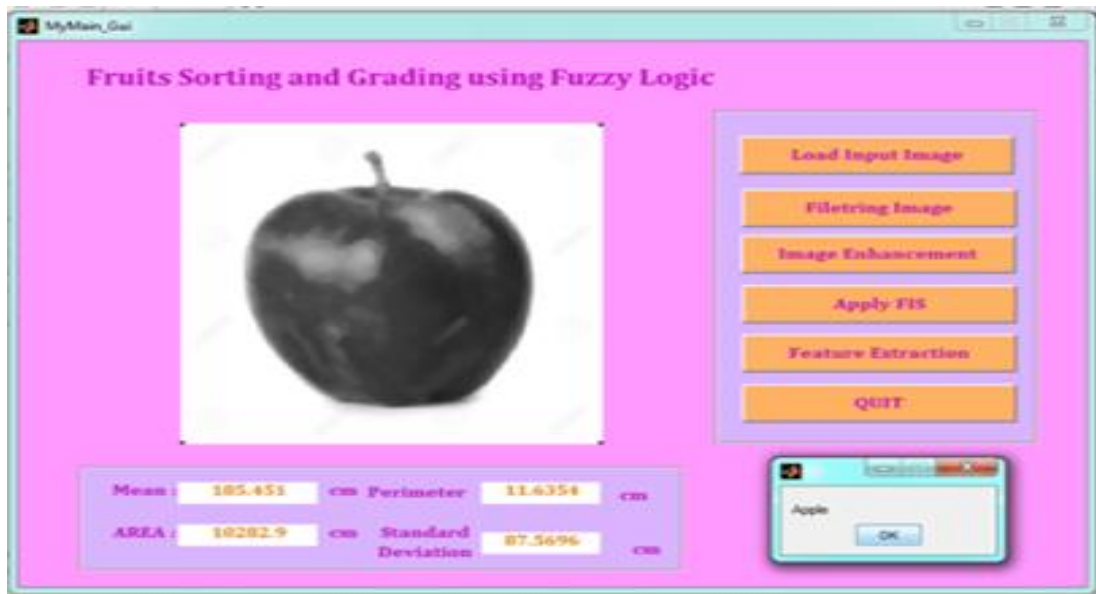 MyMain_Gui
Fruits Sorting and Grading using Fuzzy Logic
Load Input Image
Filetring Image
Image Enhancement
Apply FIS
Feature Extraction
QUIT
Mean : 185.451 cm Perimeter 11.6354 cm
AREA : 10282.9 cm Standard Deviation 87.5696 cm
Apple
OK